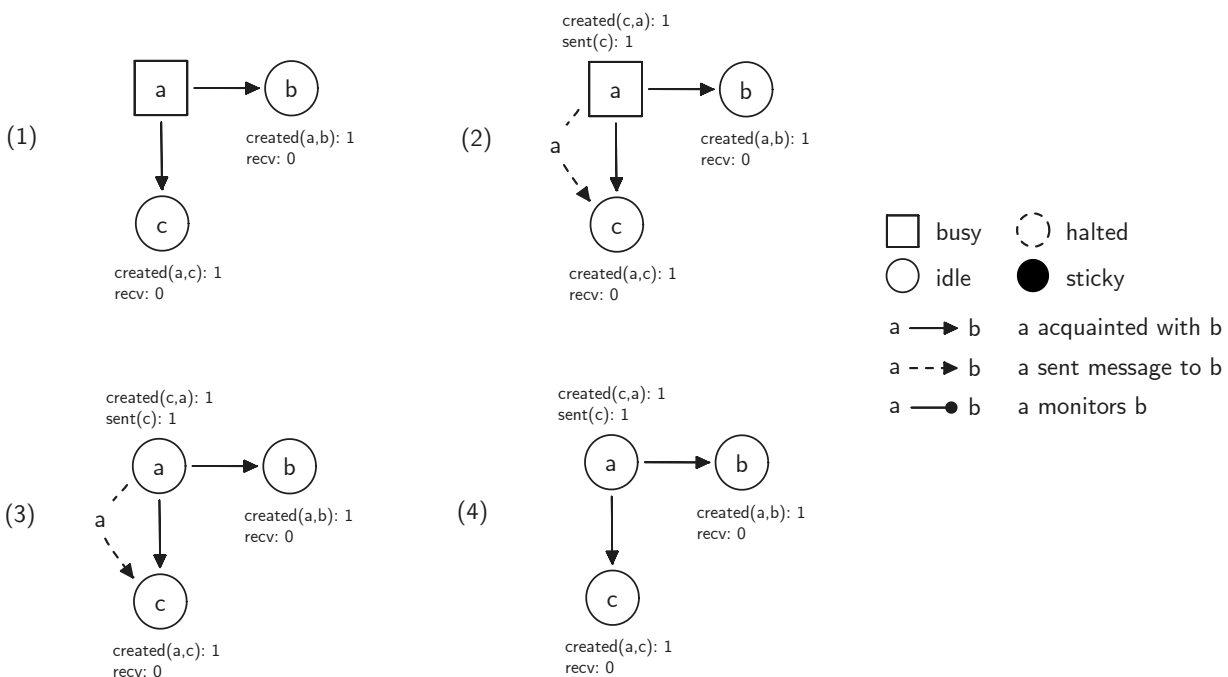 (1)
a
b
created(a,b): 1
recv: 0
c
created(a,c): 1
recv: 0
(2)
created(c,a): 1
sent(c): 1
a
b
created(a,b): 1
recv: 0
a
c
created(a,c): 1
recv: 0
(3)
created(c,a): 1
sent(c): 1
a
b
created(a,b): 1
recv: 0
a
c
created(a,c): 1
recv: 0
(4)
created(c,a): 1
sent(c): 1
a
b
created(a,b): 1
recv: 0
c
created(a,c): 1
recv: 0
busy
halted
idle
sticky
a b a acquainted with b
a b a sent message to b
a b a monitors b